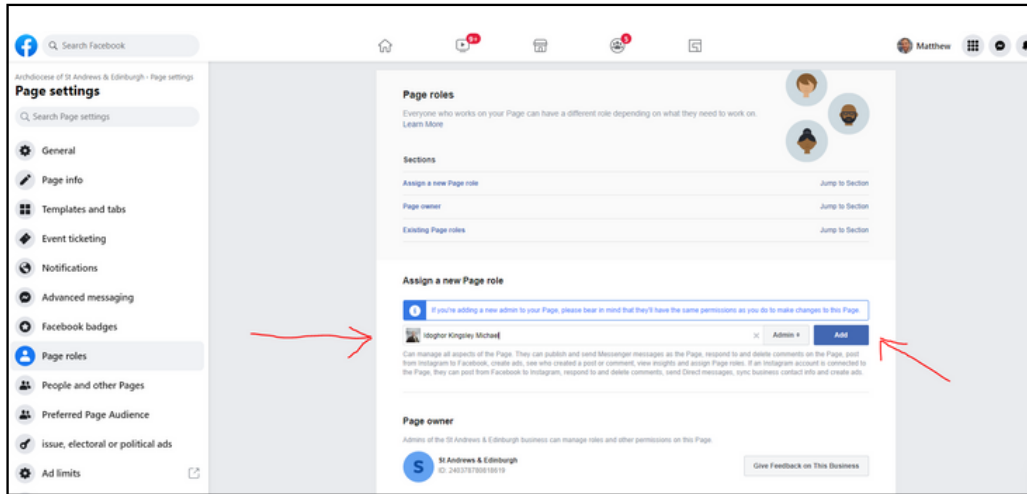 Search Facebook
9+
5
Matthew
Archdiocese of St Andrews & Edinburgh - Page settings
Page settings
Search Page settings
General
Page info
Templates and tabs
Event ticketing
Notifications
Advanced messaging
Facebook badges
Page roles
People and other Pages
Preferred Page Audience
issue, electoral or political ads
Ad limits
Page roles
Everyone who works on your Page can have a different role depending on what they need to work on.
Learn More
Sections
Assign a new Page role Jump to Section
Page owner Jump to Section
Existing Page roles Jump to Section
Assign a new Page role
If you're adding a new admin to your Page, please bear in mind that they'll have the same permissions as you do to make changes to this Page.
Idoghor Kingsley Michael Admin Add
Can manage all aspects of the Page. They can publish and send Messenger messages as the Page, respond to and delete comments on the Page, post
from Instagram to Facebook, create ads, see who created a post or comment, view insights and assign Page roles. If an Instagram account is connected to
the Page, they can post from Facebook to Instagram, respond to and delete comments, send Direct messages, sync business contact info and create ads.
Page owner
Admins of the St Andrews & Edinburgh business can manage roles and other permissions on this Page.
S
St Andrews & Edinburgh
ID: 240378780818619
Give Feedback on This Business